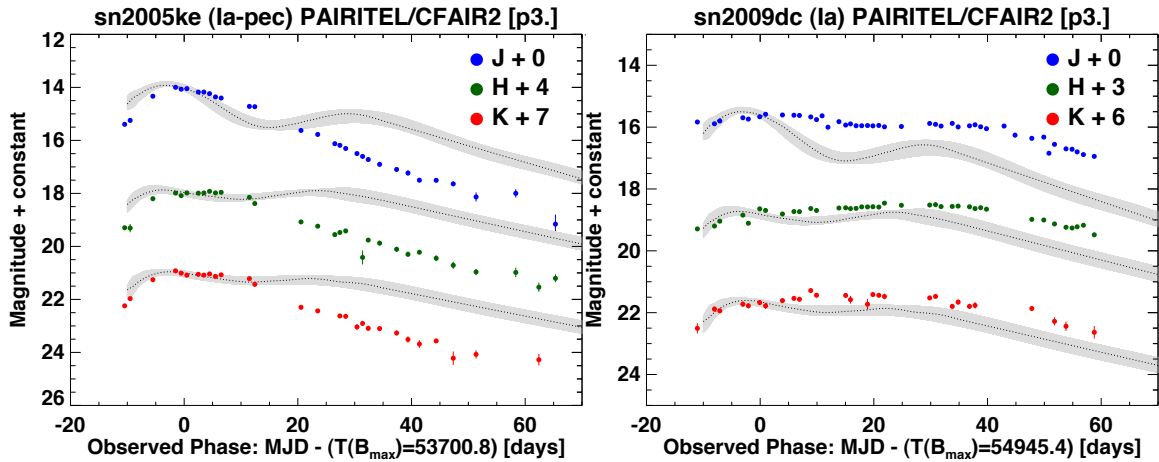 sn2005ke (Ia-pec) PAIRITEL/CFAIR2 [p3.]
12
14
16
18
20
22
24
26
Magnitude + constant
J + 0
H + 4
K + 7
-20
0
20
40
60
Observed Phase: MJD - (T(Bmax)=53700.8) [days]
sn2009dc (Ia) PAIRITEL/CFAIR2 [p3.]
14
16
18
20
22
24
Magnitude + constant
J + 0
H + 3
K + 6
-20
0
20
40
60
Observed Phase: MJD - (T(Bmax)=54945.4) [days]